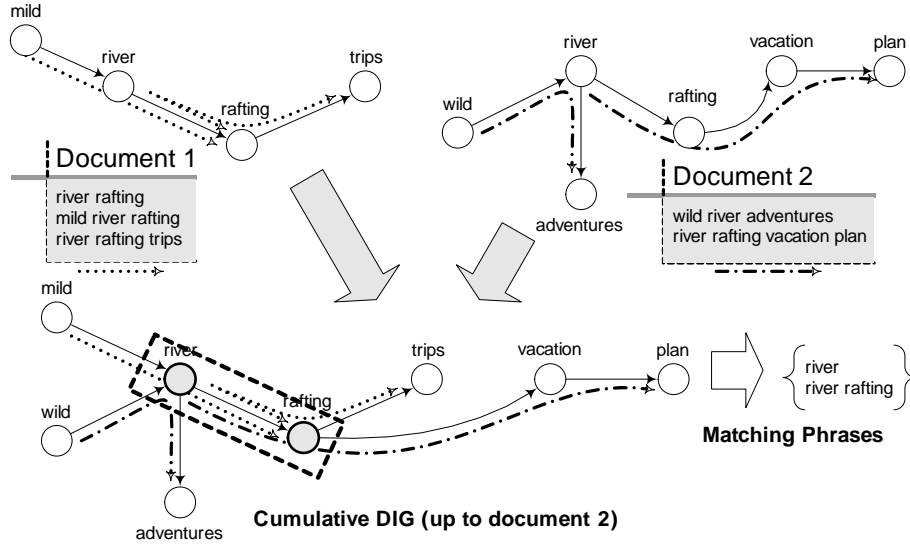 mild
river
trips
rafting
Document 1
river rafting
mild river rafting
river rafting trips
river
vacation
plan
wild
rafting
adventures
Document 2
wild river adventures
river rafting vacation plan
mild
river
trips
vacation
plan
wild
rafting
adventures
river
river rafting
Matching Phrases
Cumulative DIG (up to document 2)